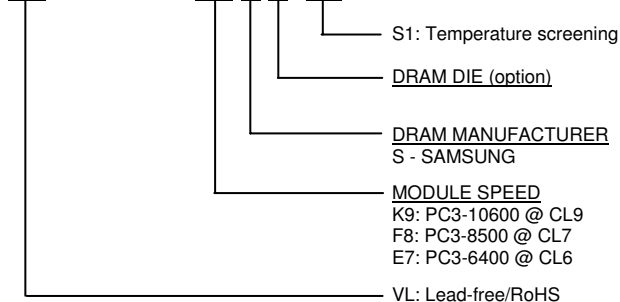 S1: Temperature screening
DRAM DIE (option)
DRAM MANUFACTURER
S - SAMSUNG
MODULE SPEED
K9: PC3-10600 @ CL9
F8: PC3-8500 @ CL7
E7: PC3-6400 @ CL6
VL: Lead-free/RoHS